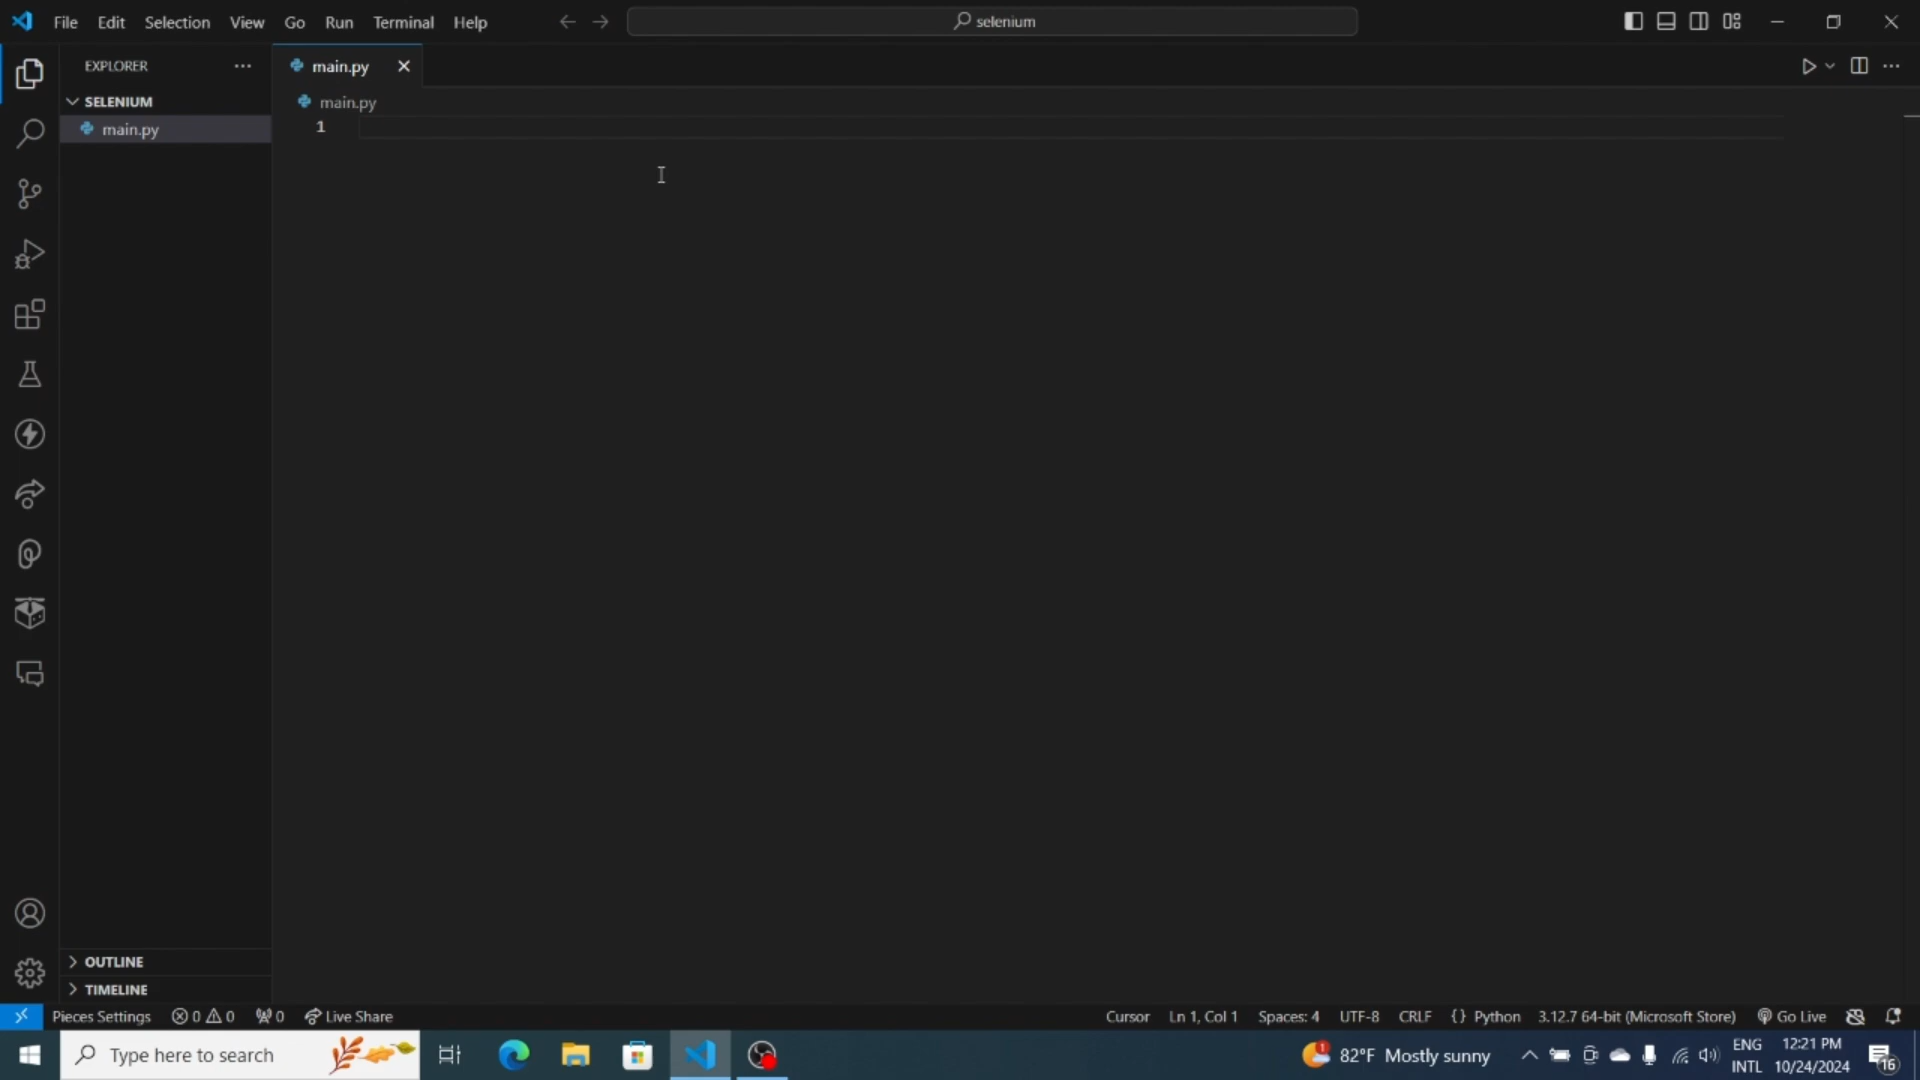 File Edit Selection View Go Run Terminal Help
selenium
EXPLORER
main.py
SELENIUM
main.py
main.py
1
OUTLINE
TIMELINE
Pieces Settings 0 0 0 Live Share
Cursor Ln 1, Col 1 Spaces: 4 UTF-8 CRLF {} Python 3.12.7 64-bit (Microsoft Store) Go Live
Type here to search
1
82°F Mostly sunny
ENG
INTL
12:21 PM
10/24/2024
16